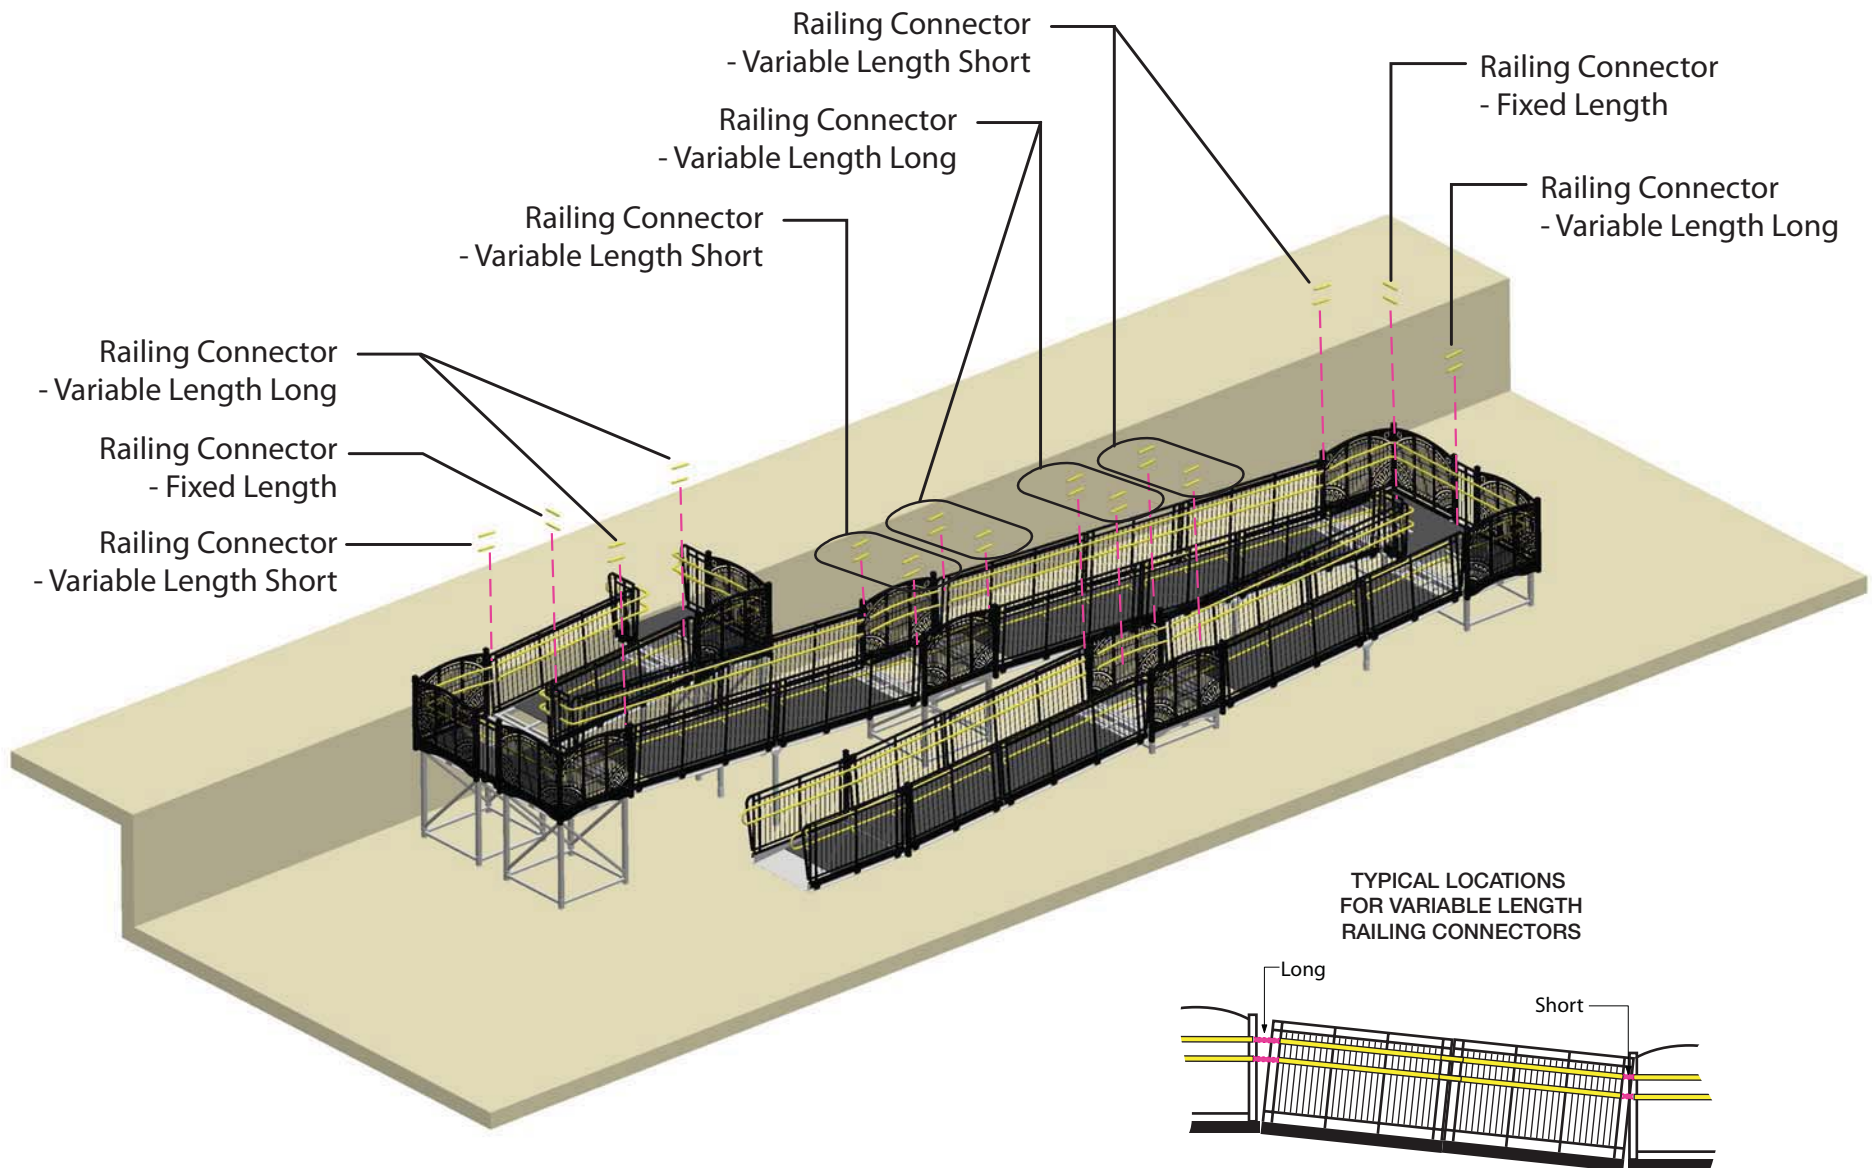 Railing Connector
- Variable Length Short
Railing Connector
- Fixed Length
Railing Connector
- Variable Length Long
Railing Connector
- Variable Length Long
Railing Connector
- Variable Length Short
Railing Connector
- Variable Length Long
Railing Connector
- Fixed Length
Railing Connector
- Variable Length Short
TYPICAL LOCATIONS
FOR VARIABLE LENGTH
RAILING CONNECTORS
Long
Short